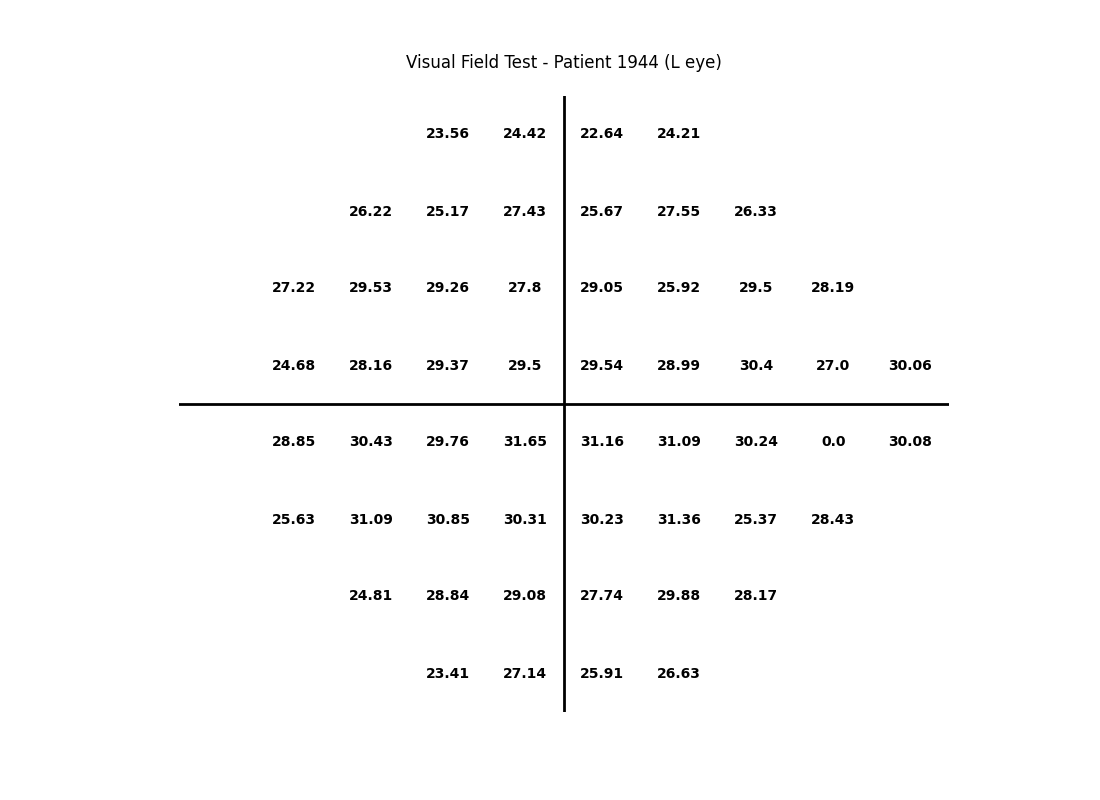 Visual Field Test - Patient 1944 (L eye)
23.56 24.42 22.64 24.21
26.22 25.17 27.43 25.67 27.55 26.33
27.22 29.53 29.26 27.8 29.05 25.92 29.5 28.19
24.68 28.16 29.37 29.5 29.54 28.99 30.4 27.0 30.06
28.85 30.43 29.76 31.65 31.16 31.09 30.24 0.0 30.08
25.63 31.09 30.85 30.31 30.23 31.36 25.37 28.43
24.81 28.84 29.08 27.74 29.88 28.17
23.41 27.14 25.91 26.63